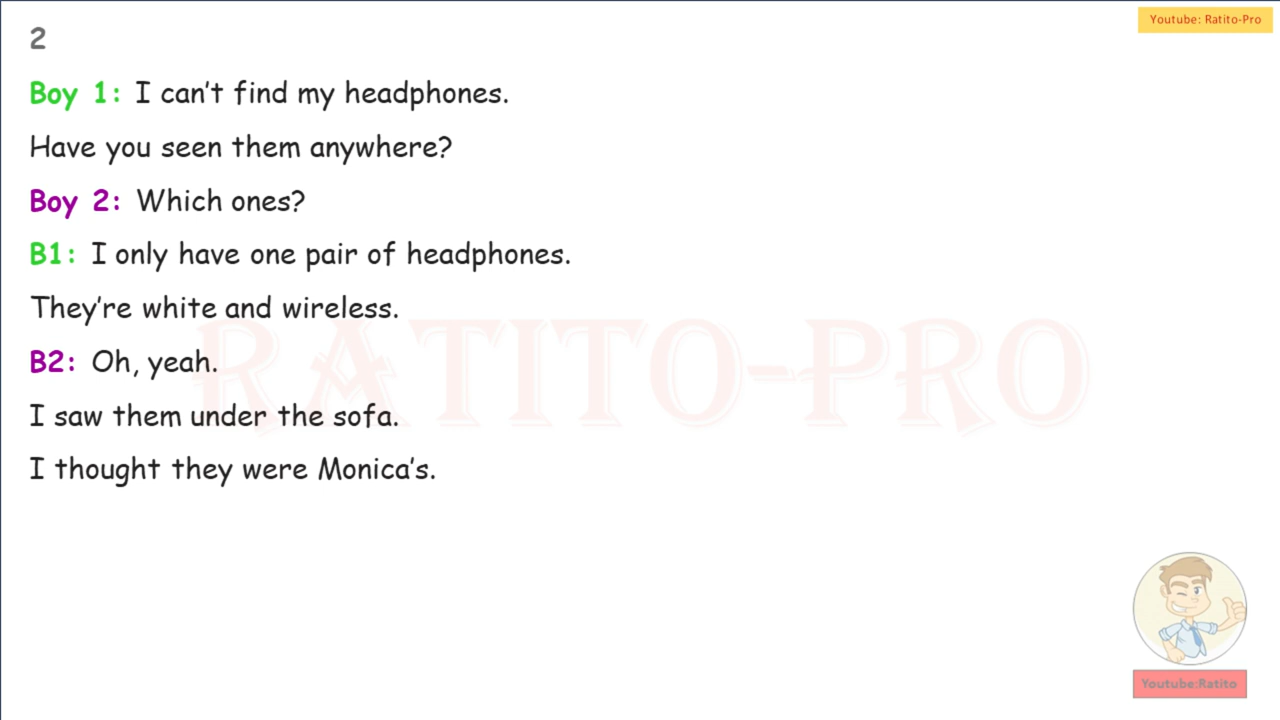 Youtube: Ratito-Pro
2
Boy 1: I can't find my headphones.
Have you seen them anywhere?
Boy 2: Which ones?
B1: I only have one pair of headphones.
They're white and wireless.
B2: Oh, yeah.
I saw them under the sofa.
I thought they were Monica's.
RATITO-PRO
Youtube:Ratito